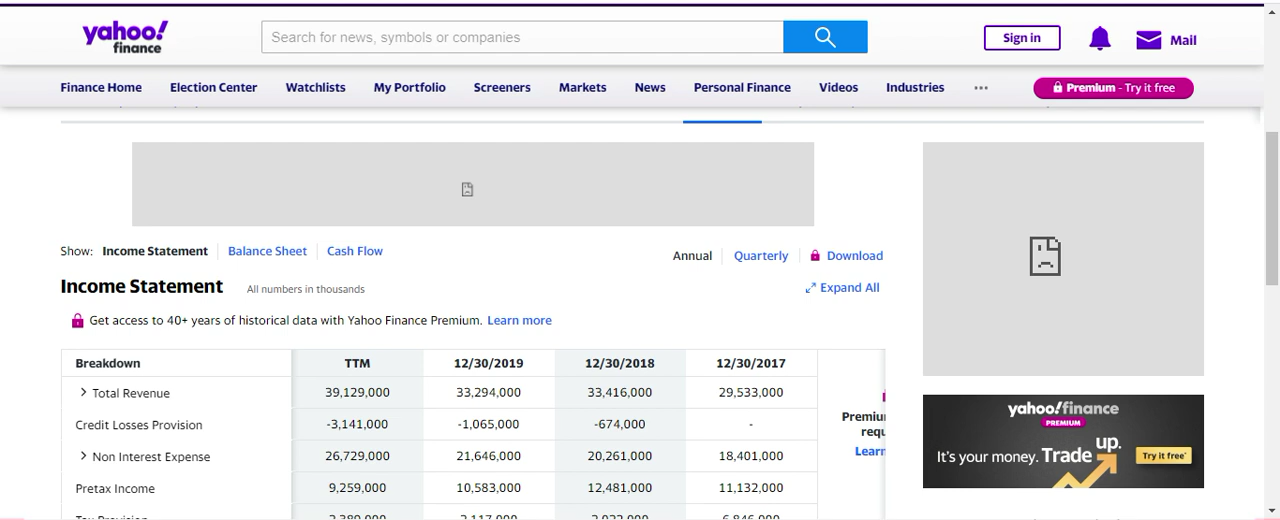 yahoo!
finance
Search for news, symbols or companies
Sign in
Mail
Finance Home Election Center Watchlists My Portfolio Screeners Markets News Personal Finance Videos Industries ... Premium - Try it free
Show: Income Statement Balance Sheet Cash Flow
Annual Quarterly Download
Income Statement All numbers in thousands
Expand All
Get access to 40+ years of historical data with Yahoo Finance Premium. Learn more
Breakdown TTM 12/30/2019 12/30/2018 12/30/2017
> Total Revenue 39,129,000 33,294,000 33,416,000 29,533,000
Credit Losses Provision -3,141,000 -1,065,000 -674,000 -
> Non Interest Expense 26,729,000 21,646,000 20,261,000 18,401,000
Pretax Income 9,259,000 10,583,000 12,481,000 11,132,000
Premiu
requ
Learn
yahoo!finance
PREMIUM
It's your money. Trade up.
Try it free*